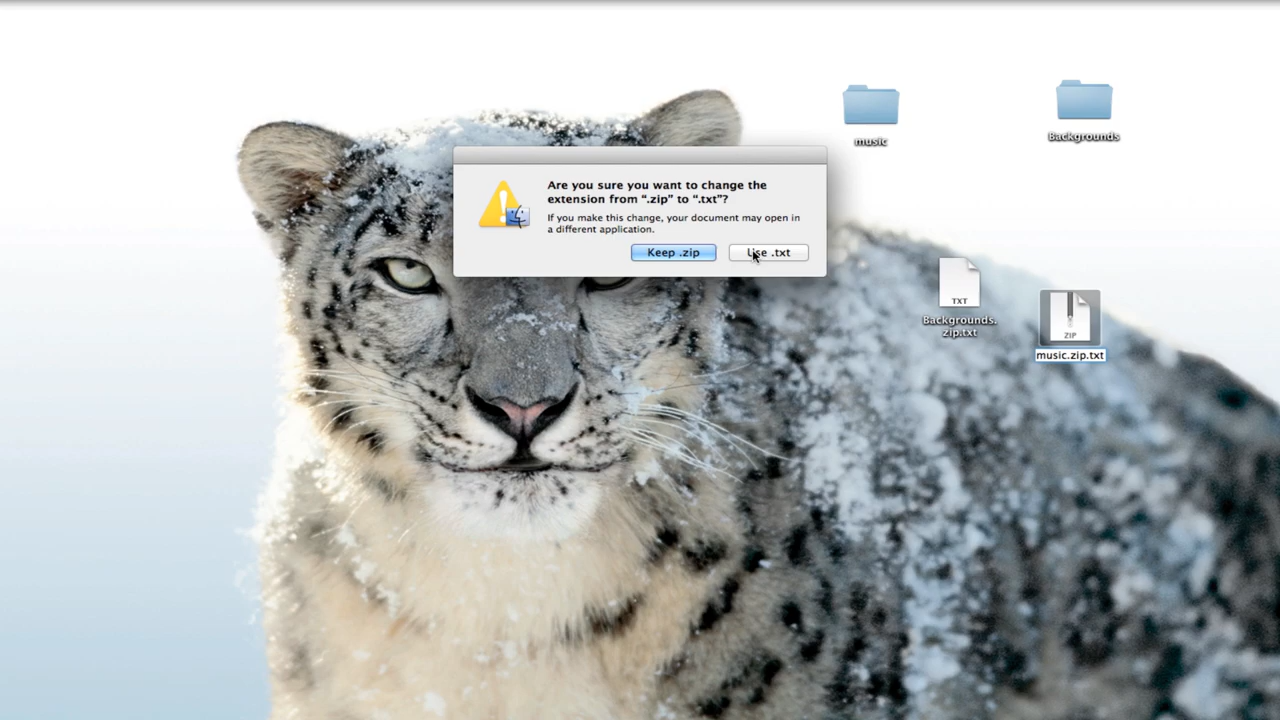 music
Backgrounds
Are you sure you want to change the
extension from “.zip” to “.txt”?
If you make this change, your document may open in
a different application.
Keep .zip
Use .txt
TXT
Backgrounds.
zip.txt
ZIP
music.zip.txt